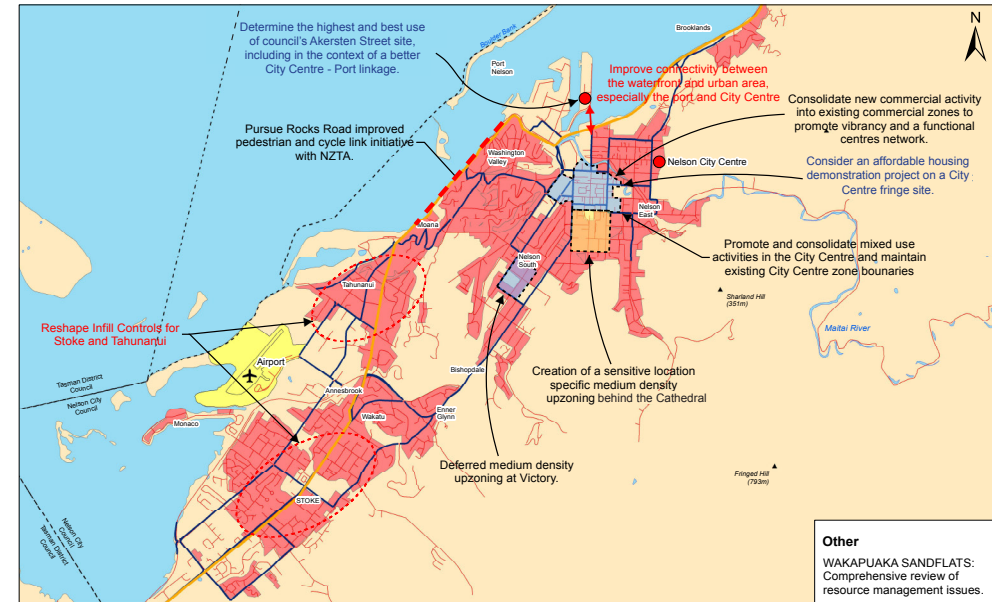 Determine the highest and best use
of council's Akersten Street site,
including in the context of a better
City Centre - Port linkage.
Boulder Bank
Port
Nelson
Brooklands
N
Improve connectivity between
the waterfront and urban area,
especially the port and City Centre
Consolidate new commercial activity
into existing commercial zones to
promote vibrancy and a functional
centres network.
Pursue Rocks Road improved
pedestrian and cycle link initiative
with NZTA.
Washington
Valley
Nelson City Centre
Consider an affordable housing
demonstration project on a City
Centre fringe site.
Nelson
East
Moana
Nelson
South
Promote and consolidate mixed use
activities in the City Centre and maintain
existing City Centre zone bounaries
Tahunanui
Sharland Hill
(351m)
Maitai River
Reshape Infill Controls for
Stoke and Tahunanui
Airport
Tasman District
Council
Nelson City
Council
Bishopdale
Creation of a sensitive location
specific medium density
upzoning behind the Cathedral
Annesbrook
Monaco
Wakatu
Enner
Glynn
Deferred medium density
upzoning at Victory.
Fringed Hill
(793m)
STOKE
Nelson City
Council
Tasman District
Council
Other
WAKAPUAKA SANDFLATS:
Comprehensive review of
resource management issues.